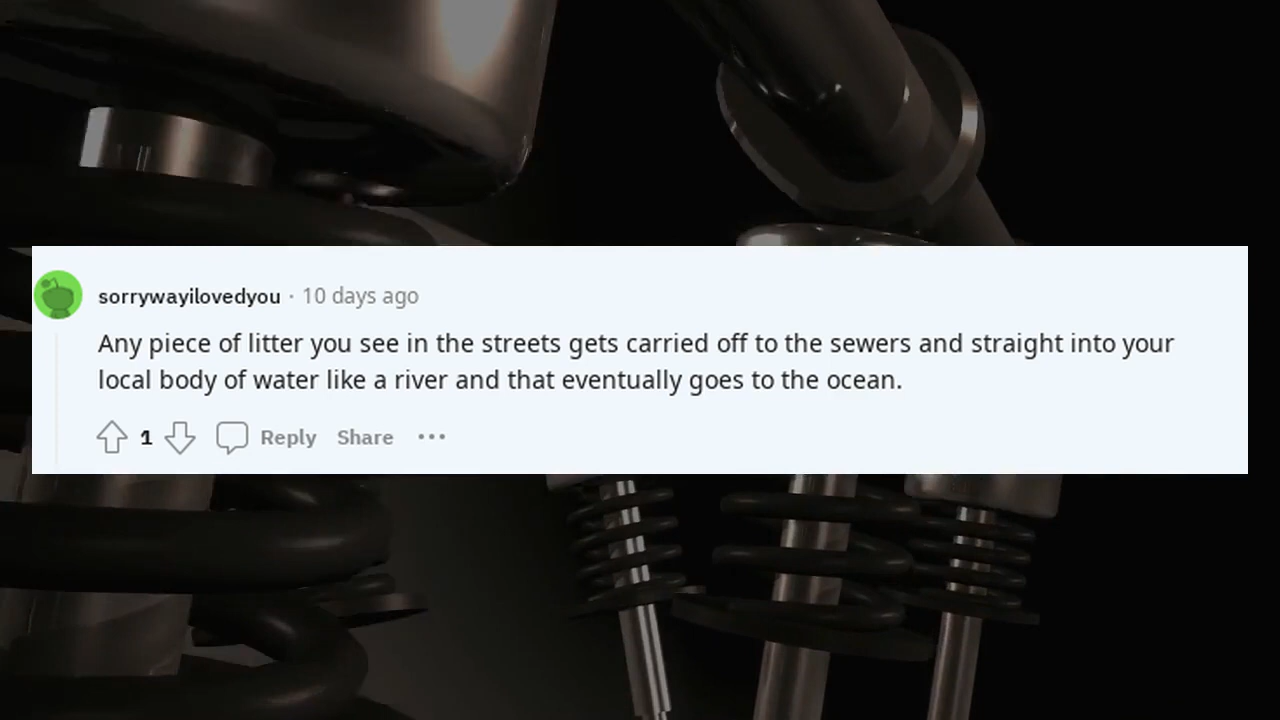 sorrywayilovedyou · 10 days ago
Any piece of litter you see in the streets gets carried off to the sewers and straight into your
local body of water like a river and that eventually goes to the ocean.
1 Reply Share ···